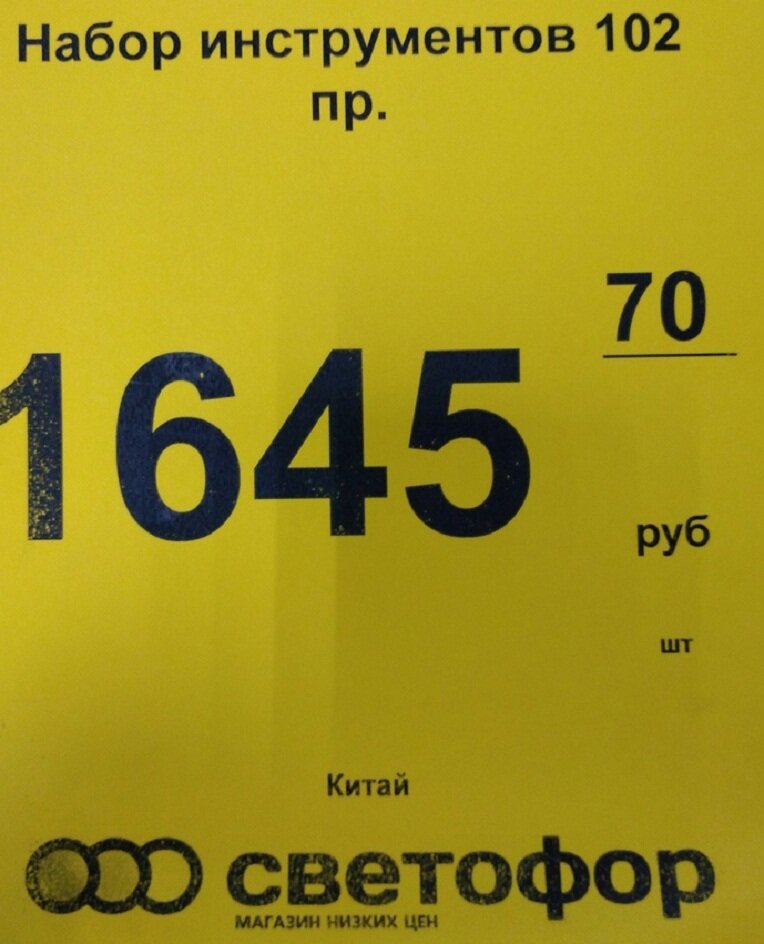 Набор инструментов 102
пр.
1645
70
руб
шт
Китай
светофор
МАГАЗИН НИЗКИХ ЦЕН